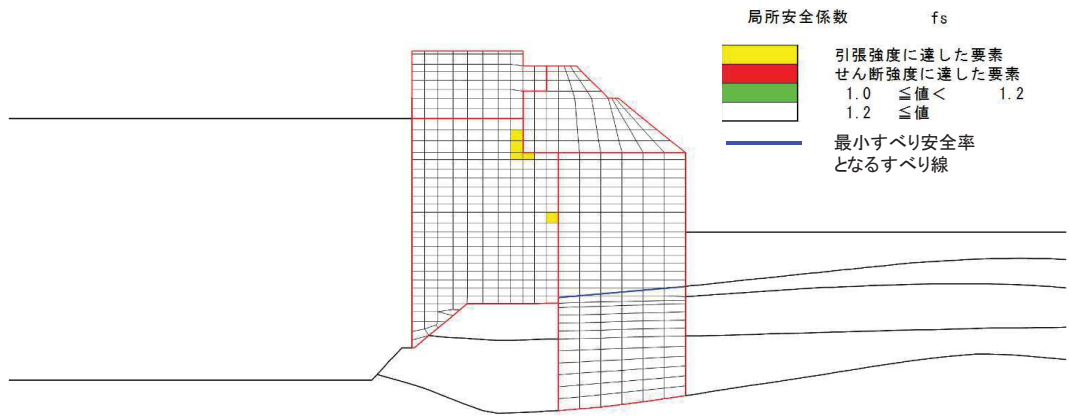 局所安全係数 fs
引張強度に達した要素
せん断強度に達した要素
1.0 ≦値< 1.2
1.2 ≦値
最小すべり安全率
となるすべり線